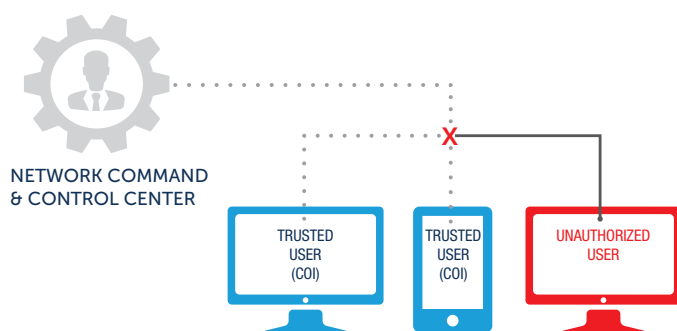 X
NETWORK COMMAND
& CONTROL CENTER
TRUSTED
USER
(COI)
TRUSTED
USER
(COI)
UNAUTHORIZED
USER